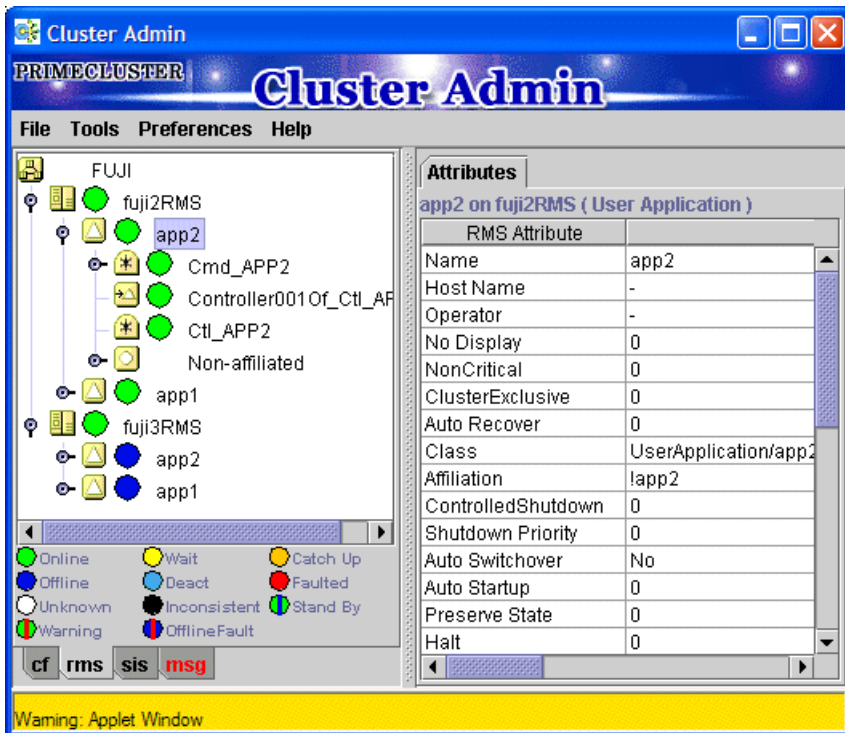 Cluster Admin
PRIMECLUSTER
Cluster Admin
File Tools Preferences Help
FUJI
fuji2RMS
app2
Cmd_APP2
Controller001Of_Ctl_AP
Ctl_APP2
Non-affiliated
app1
fuji3RMS
app2
app1
Online Wait Catch Up
Offline Deact Faulted
Unknown Inconsistent Stand By
Warning OfflineFault
cf rms sis msg
Attributes
app2 on fuji2RMS ( User Application )
RMS Attribute
Name app2
Host Name -
Operator -
No Display 0
NonCritical 0
ClusterExclusive 0
Auto Recover 0
Class UserApplication/app2
Affiliation !app2
ControlledShutdown 0
Shutdown Priority 0
Auto Switchover No
Auto Startup 0
Preserve State 0
Halt 0
Warning: Applet Window